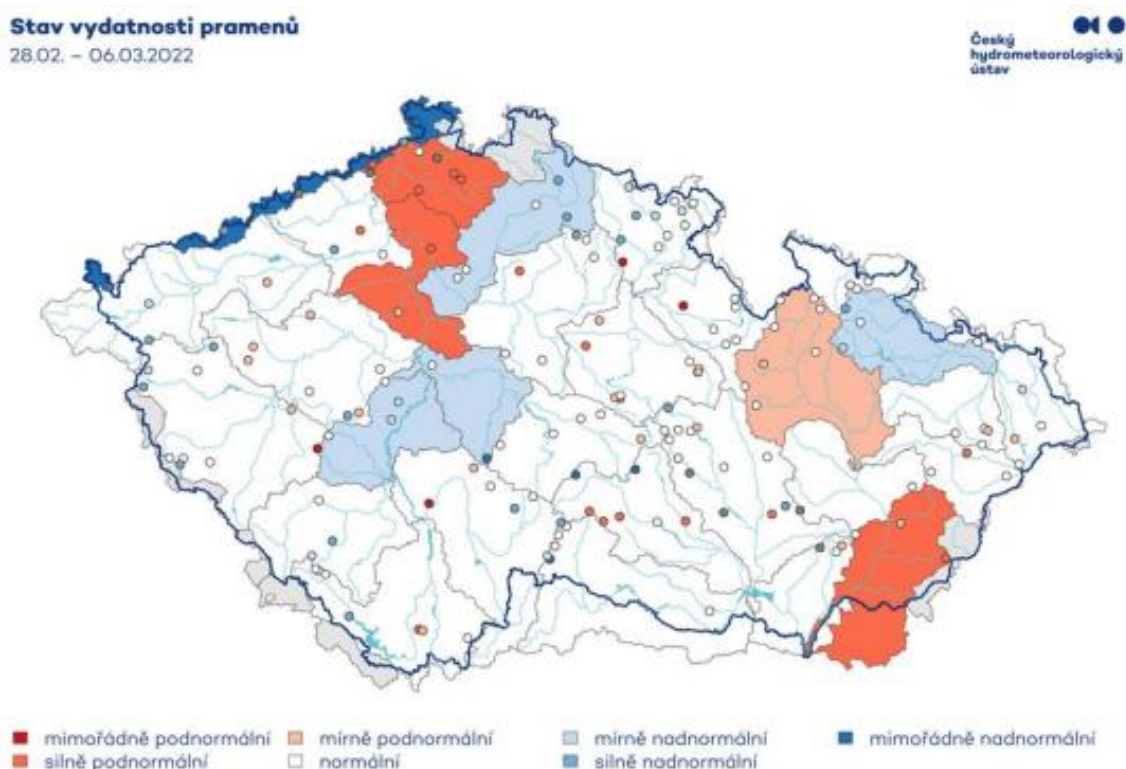 Stav vydatnosti pramenů
28.02. – 06.03.2022
Český
hydrometeorologický
ústav
mimořádně podnormální
mírně podnormální
mírně nadnormální
mimořádně nadnormální
silně podnormální
normální
silně nadnormální